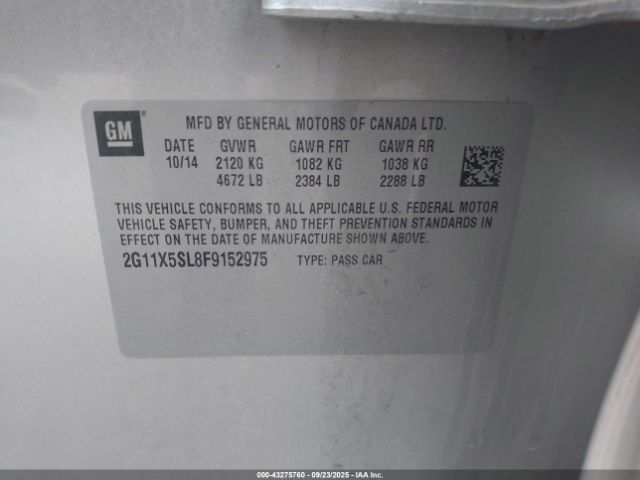 GM
MFD BY GENERAL MOTORS OF CANADA LTD.
DATE GVWR GAWR FRT GAWR RR
10/14 2120 KG 1082 KG 1038 KG
4672 LB 2384 LB 2288 LB
THIS VEHICLE CONFORMS TO ALL APPLICABLE U.S. FEDERAL MOTOR
VEHICLE SAFETY, BUMPER, AND THEFT PREVENTION STANDARDS IN
EFFECT ON THE DATE OF MANUFACTURE SHOWN ABOVE.
2G11X5SL8F9152975 TYPE: PASS CAR
000-43275760 - 09/23/2025 - IAA Inc.